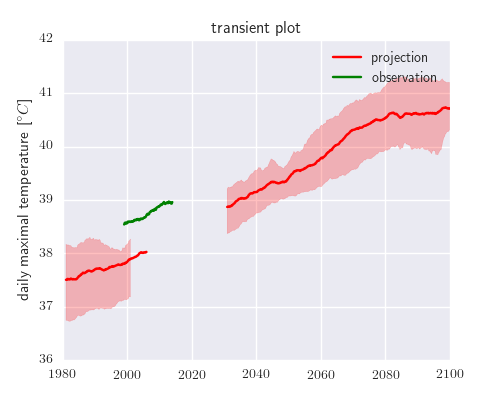 transient plot
projection
observation
daily maximal temperature [°C]
42
41
40
39
38
37
36
1980 2000 2020 2040 2060 2080 2100